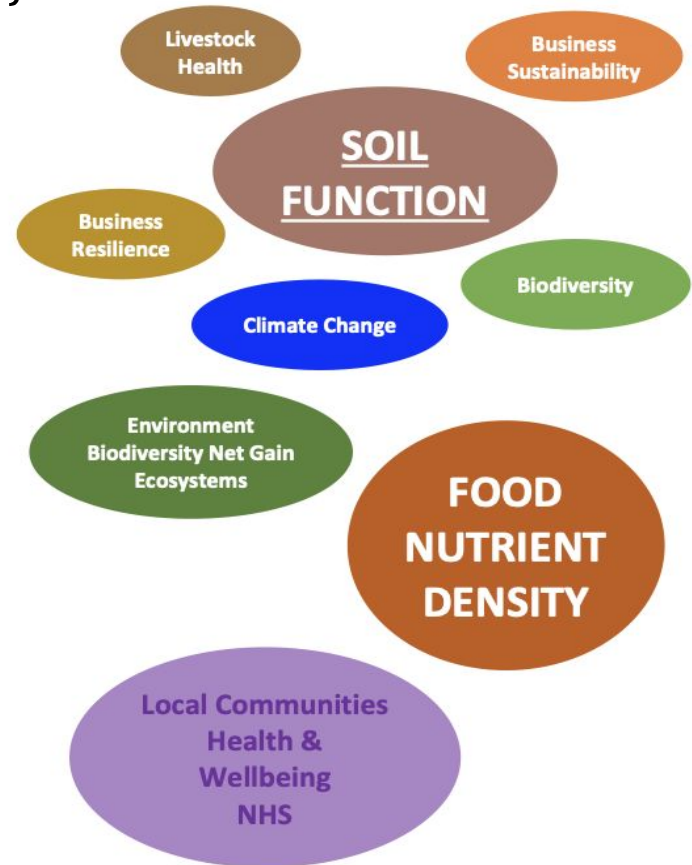 y
Livestock
Health
Business
Sustainability
SOIL
FUNCTION
Business
Resilience
Biodiversity
Climate Change
Environment
Biodiversity Net Gain
Ecosystems
FOOD
NUTRIENT
DENSITY
Local Communities
Health &
Wellbeing
NHS